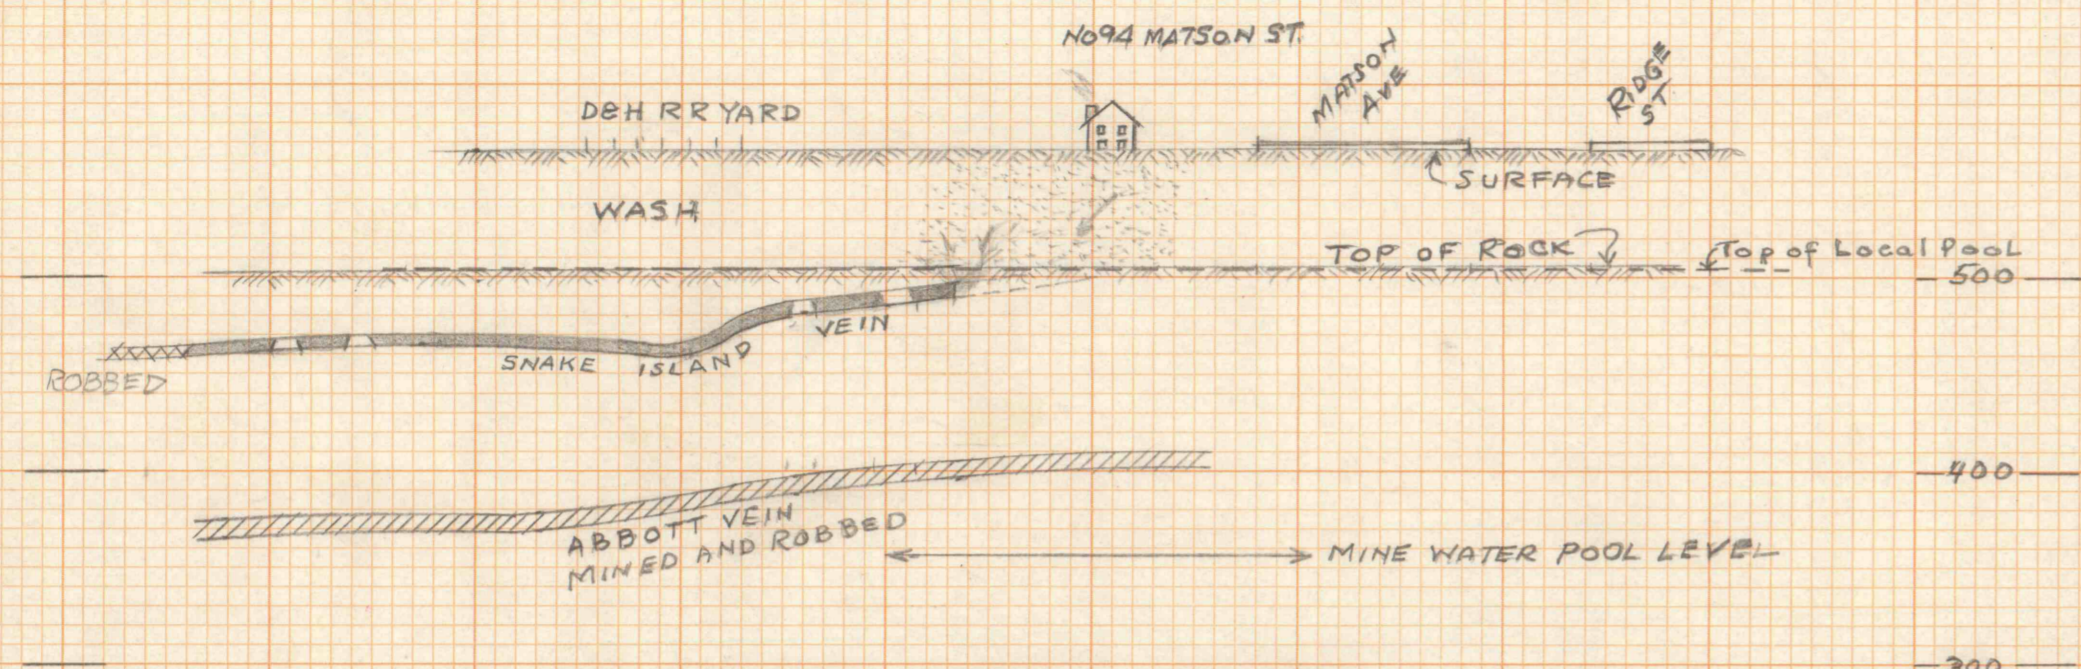 NO94 MATSON ST.
MATSON
AVE
RIDGE
ST
D&H RR YARD
SURFACE
WASH
TOP OF ROCK
Top of Local Pool
500
VEIN
SNAKE ISLAND
ROBBED
400
ABBOTT VEIN
MINED AND ROBBED
MINE WATER POOL LEVEL
300